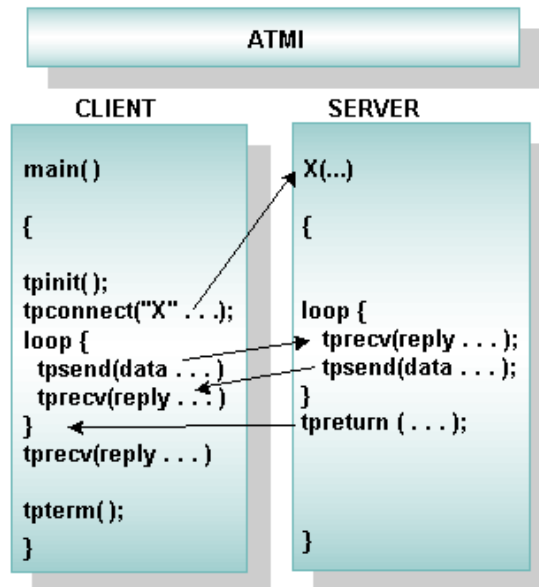 ATMI
CLIENT
main( )
{
tpinit( );
tpconnect("X" . . .);
loop {
tpsend(data . . .)
tprecv(reply . . .)
}
tprecv(reply . . .)
tpterm( );
}
SERVER
X(...)
{
loop {
tprecv(reply . . .);
tpsend(data . . .);
}
tpreturn ( . . . );
}